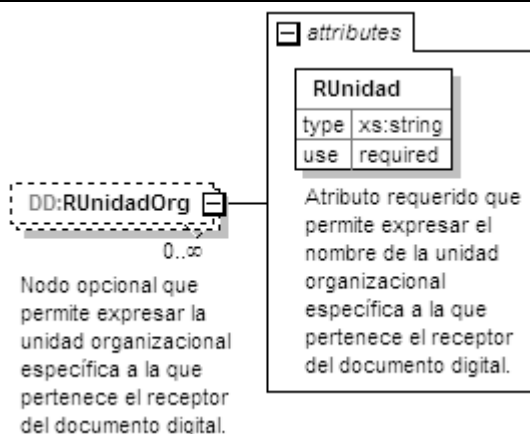 attributes
RUnidad
type xs:string
use required
Atributo requerido que
permite expresar el
nombre de la unidad
organizacional
específica a la que
pertenece el receptor
del documento digital.
DD:RUnidadOrg
0..∞
Nodo opcional que
permite expresar la
unidad organizacional
específica a la que
pertenece el receptor
del documento digital.